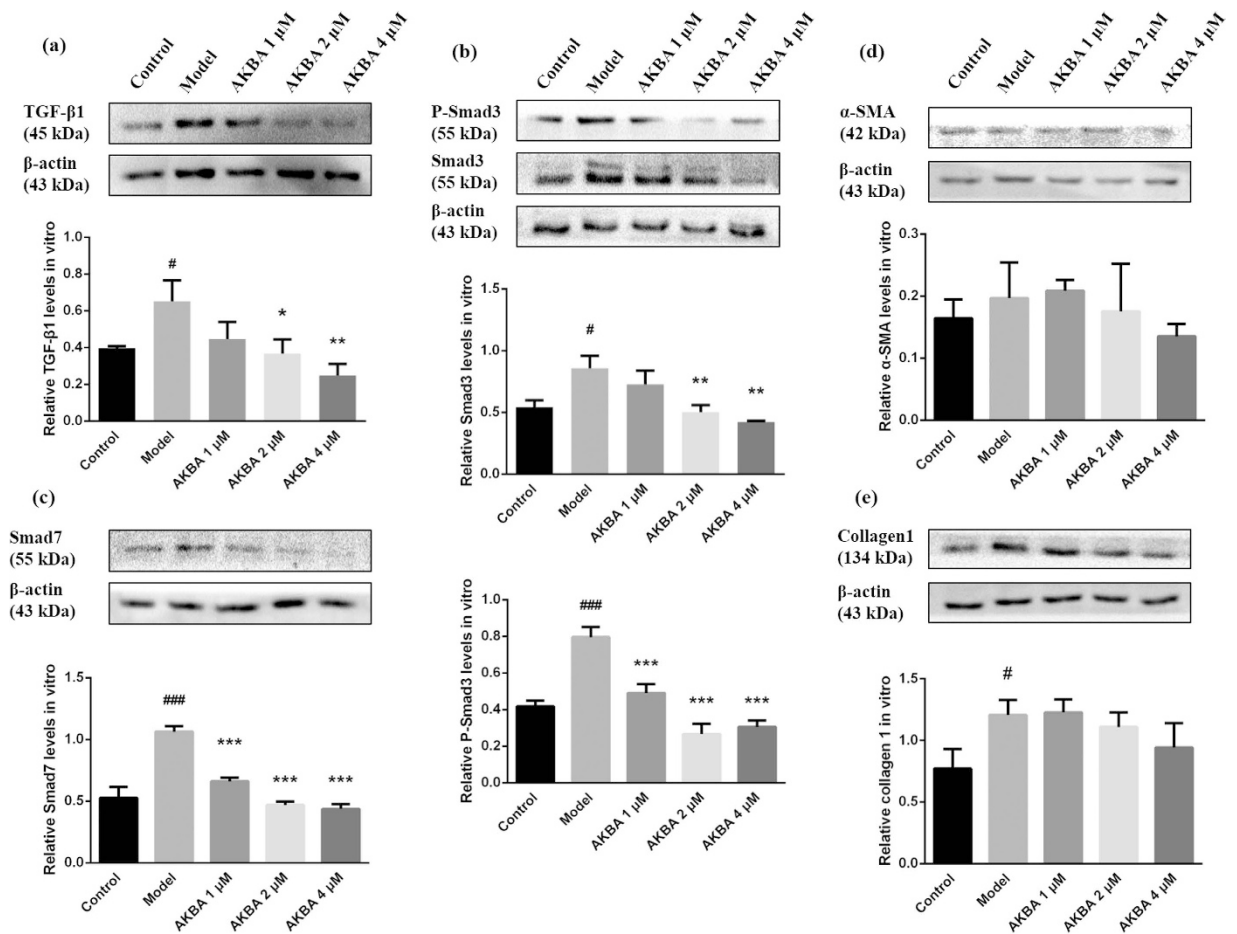 (a)
Control
Model
AKBA 1 µM
AKBA 2 µM
AKBA 4 µM
TGF-β1
(45 kDa)
β-actin
(43 kDa)
Relative TGF-β1 levels in vitro
1.0
0.8
0.6
0.4
0.2
0.0
#
*
**
Control
Model
AKBA 1 µM
AKBA 2 µM
AKBA 4 µM
(b)
Control
Model
AKBA 1 µM
AKBA 2 µM
AKBA 4 µM
P-Smad3
(55 kDa)
Smad3
(55 kDa)
β-actin
(43 kDa)
Relative Smad3 levels in vitro
1.5
1.0
0.5
0.0
#
**
**
Control
Model
AKBA 1 µM
AKBA 2 µM
AKBA 4 µM
Relative P-Smad3 levels in vitro
1.0
0.8
0.6
0.4
0.2
0.0
###
***
***
***
Control
Model
AKBA 1 µM
AKBA 2 µM
AKBA 4 µM
(c)
Smad7
(55 kDa)
β-actin
(43 kDa)
Relative Smad7 levels in vitro
1.5
1.0
0.5
0.0
###
***
***
***
Control
Model
AKBA 1 µM
AKBA 2 µM
AKBA 4 µM
(d)
Control
Model
AKBA 1 µM
AKBA 2 µM
AKBA 4 µM
α-SMA
(42 kDa)
β-actin
(43 kDa)
Relative α-SMA levels in vitro
0.3
0.2
0.1
0.0
Control
Model
AKBA 1 µM
AKBA 2 µM
AKBA 4 µM
(e)
Collagen1
(134 kDa)
β-actin
(43 kDa)
Relative collagen 1 in vitro
1.5
1.0
0.5
0.0
#
Control
Model
AKBA 1 µM
AKBA 2 µM
AKBA 4 µM